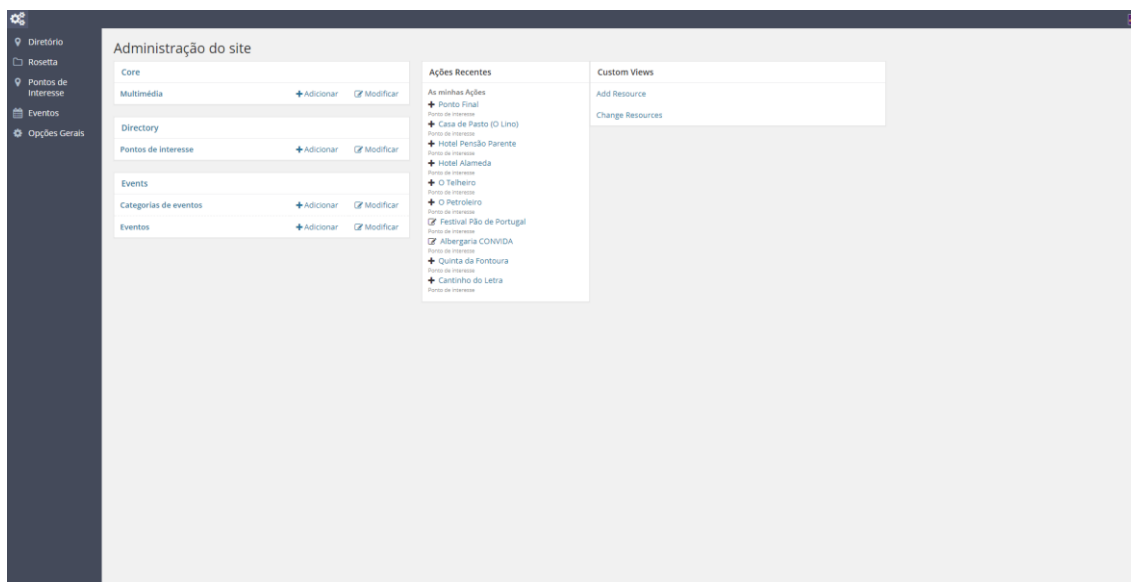 Diretório
Rosetta
Pontos de
Interesse
Eventos
Opções Gerais
Administração do site
Core
Multimédia Adicionar Modificar
Directory
Pontos de interesse Adicionar Modificar
Events
Categorias de eventos Adicionar Modificar
Eventos Adicionar Modificar
Ações Recentes
As minhas Ações
Ponto Final
Ponto de interesse
Casa de Pasto (O Lino)
Ponto de interesse
Hotel Pensão Parente
Ponto de interesse
Hotel Alameda
Ponto de interesse
O Telheiro
Ponto de interesse
O Petroleiro
Ponto de interesse
Festival Pão de Portugal
Ponto de interesse
Albergaria CONVIDA
Ponto de interesse
Quinta da Fontoura
Ponto de interesse
Cantinho do Letra
Ponto de interesse
Custom Views
Add Resource
Change Resources